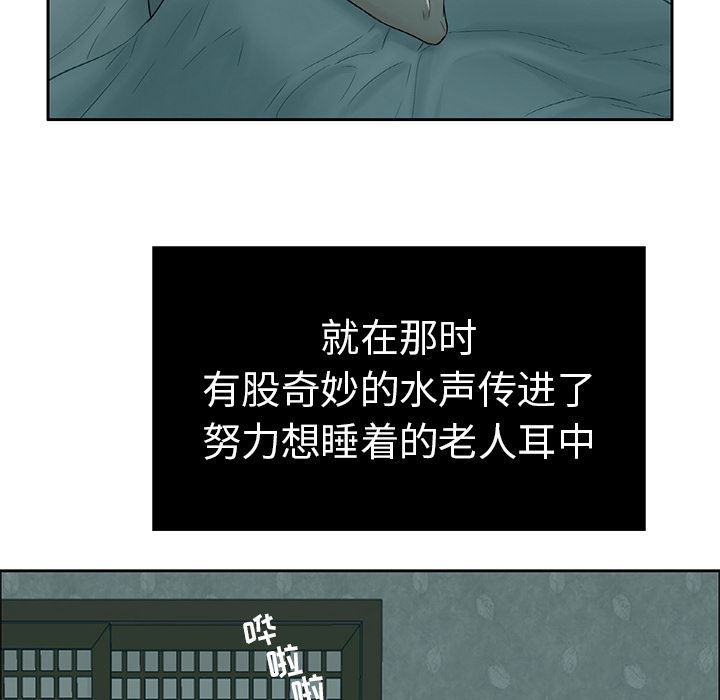 就在那时
有股奇妙的水声传进了
努力想睡着的老人耳中
哗
啦
啦